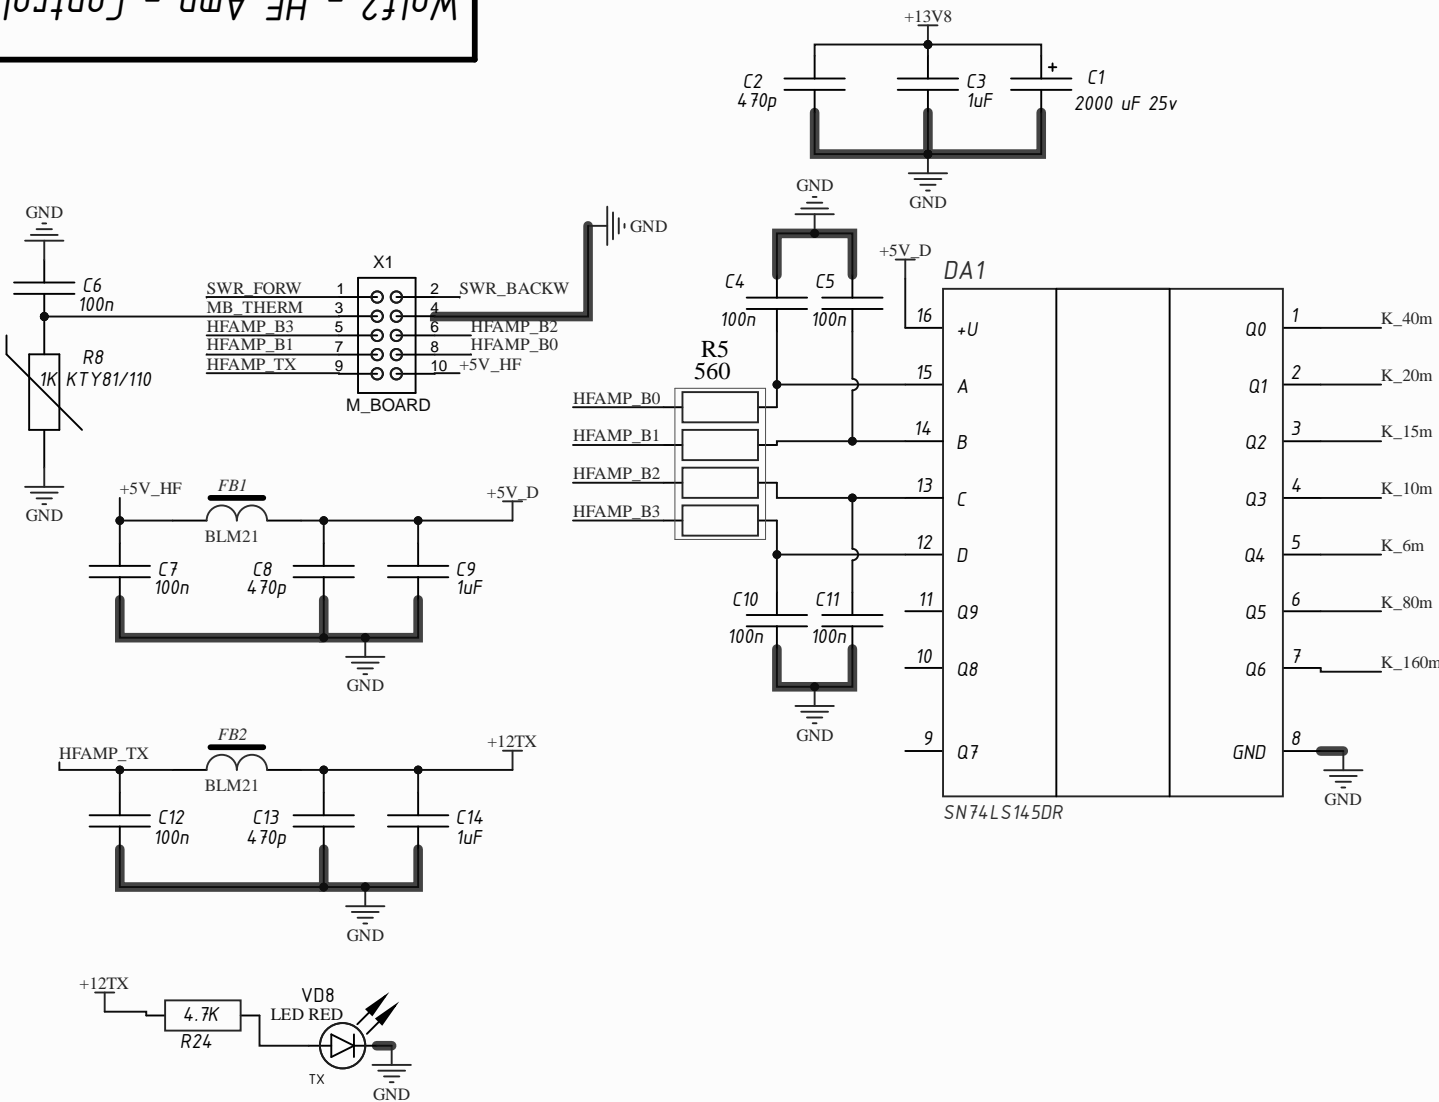 Wolf2 - HF Amp - Control
+13V8
C2
470p
C3
1uF
+
C1
2000 uF 25v
GND
GND
C6
100n
R8
1K KTY81/110
GND
X1
SWR_FORW 1 2 SWR_BACKW
MB_THERM 3 4
HFAMP_B3 5 6 HFAMP_B2
HFAMP_B1 7 8 HFAMP_B0
HFAMP_TX 9 10 +5V_HF
M_BOARD
GND
GND
C4
100n
C5
100n
R5
560
HFAMP_B0
HFAMP_B1
HFAMP_B2
HFAMP_B3
C10
100n
C11
100n
GND
+5V_D
DA1
16 +U
15 A
14 B
13 C
12 D
11 Q9
10 Q8
9 Q7
Q0 1 K_40m
Q1 2 K_20m
Q2 3 K_15m
Q3 4 K_10m
Q4 5 K_6m
Q5 6 K_80m
Q6 7 K_160m
GND 8
GND
SN74LS145DR
+5V_HF
FB1
BLM21
+5V_D
C7
100n
C8
470p
C9
1uF
GND
HFAMP_TX
FB2
BLM21
+12TX
C12
100n
C13
470p
C14
1uF
GND
+12TX
4.7K
R24
VD8
LED RED
TX
GND